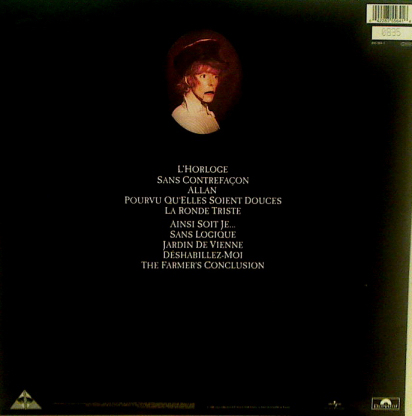 0835
L'HORLOGE
SANS CONTREFAÇON
ALLAN
POURVU QU'ELLES SOIENT DOUCES
LA RONDE TRISTE
AINSI SOIT JE...
SANS LOGIQUE
JARDIN DE VIENNE
DÉSHABILLEZ-MOI
THE FARMER'S CONCLUSION